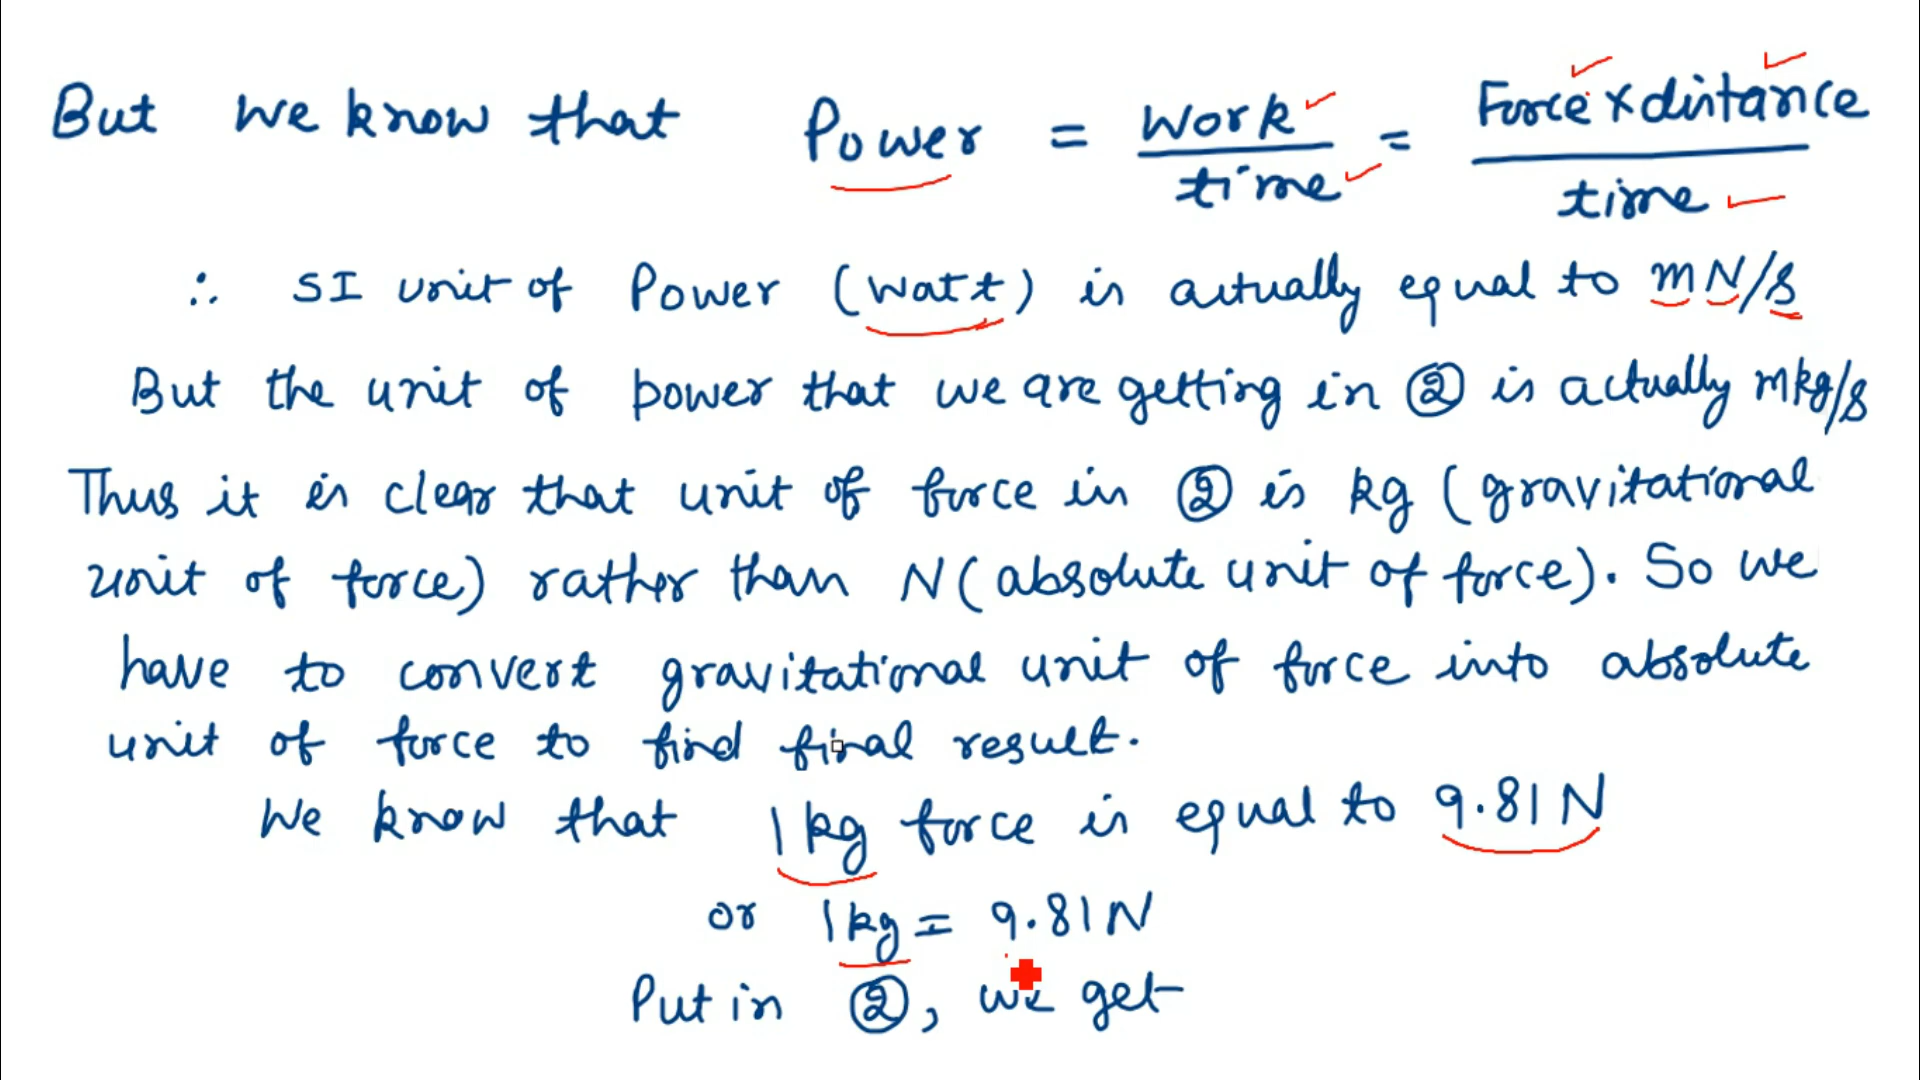 But we know that Power = Work/time = Force × distance/time
∴ SI unit of Power (watt) is actually equal to mN/s
But the unit of power that we are getting in ② is actually mkg/s
Thus it is clear that unit of force in ② is kg (gravitational
unit of force) rather than N (absolute unit of force). So we
have to convert gravitational unit of force into absolute
unit of force to find final result.
We know that 1kg force is equal to 9.81N
or 1kg = 9.81N
Put in ②, we get